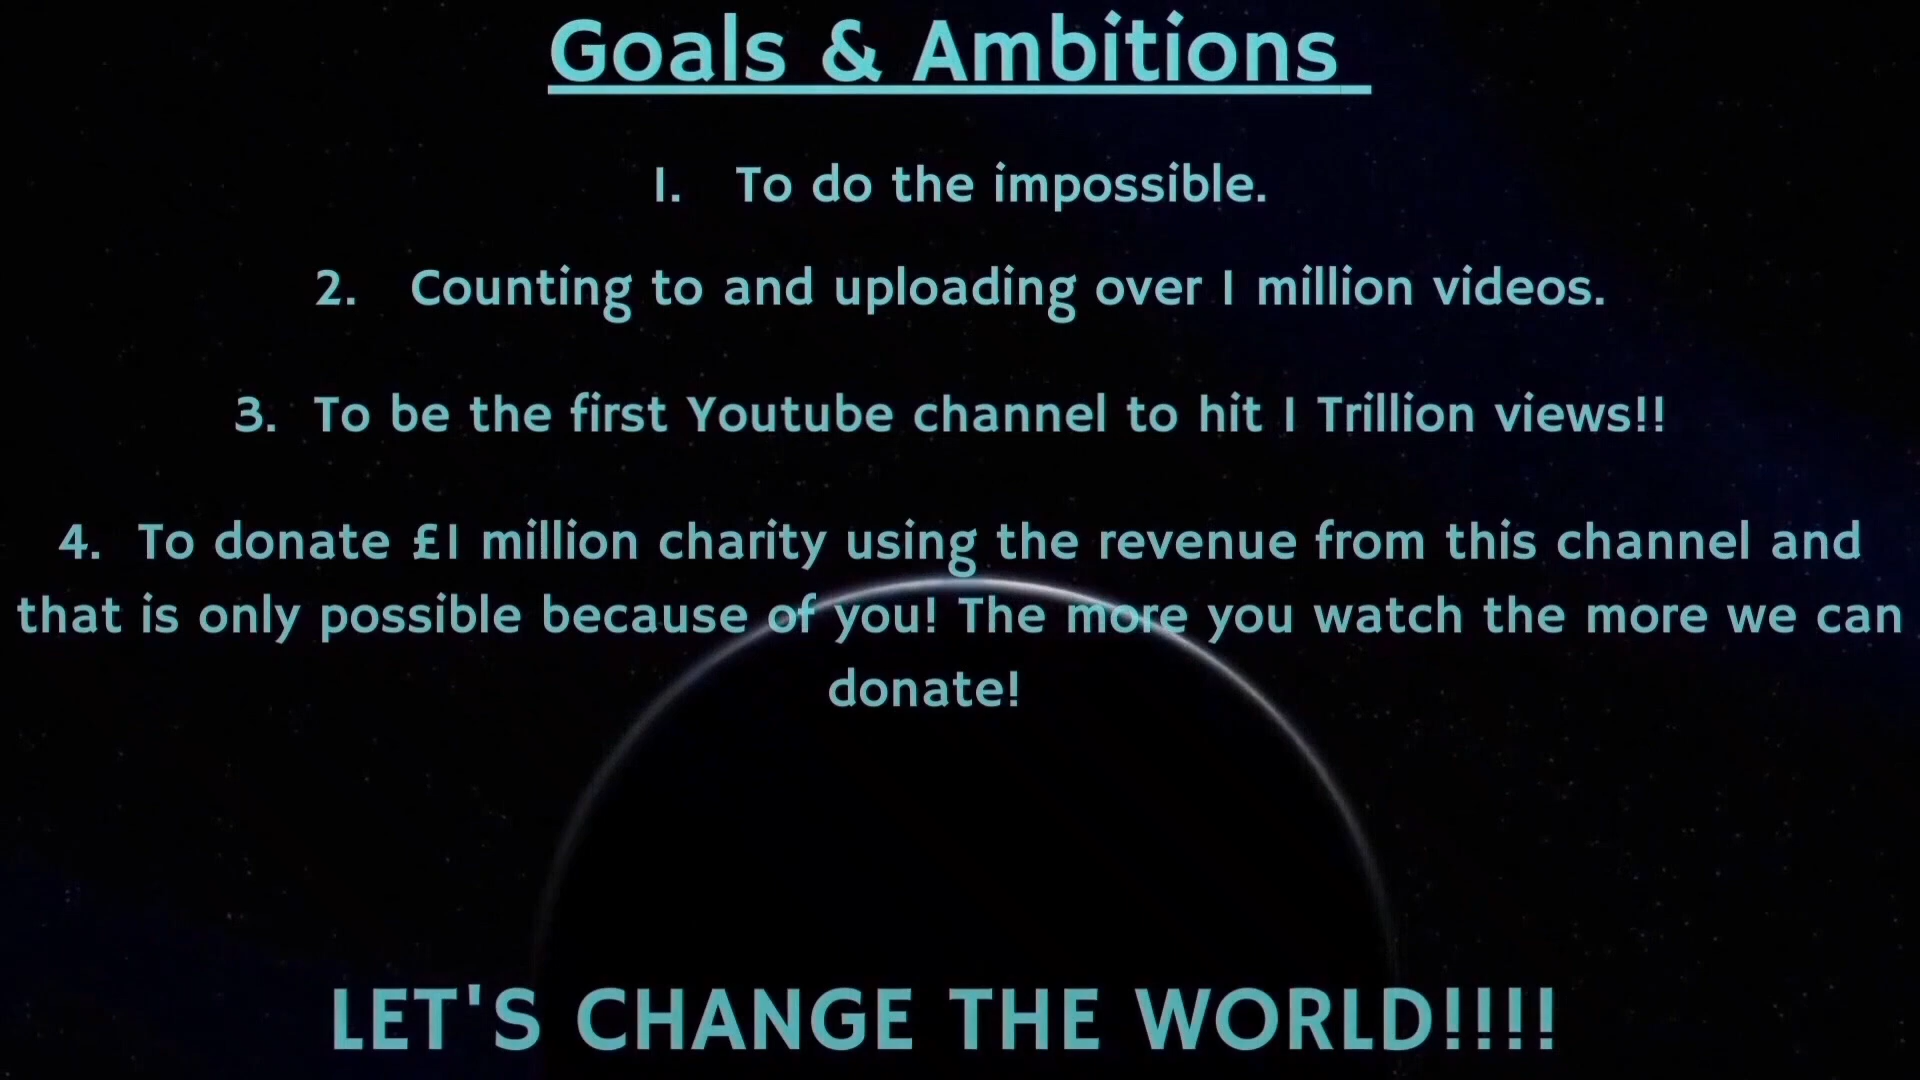 Goals & Ambitions
1. To do the impossible.
2. Counting to and uploading over 1 million videos.
3. To be the first Youtube channel to hit 1 Trillion views!!
4. To donate £1 million charity using the revenue from this channel and
that is only possible because of you! The more you watch the more we can
donate!
LET'S CHANGE THE WORLD!!!!